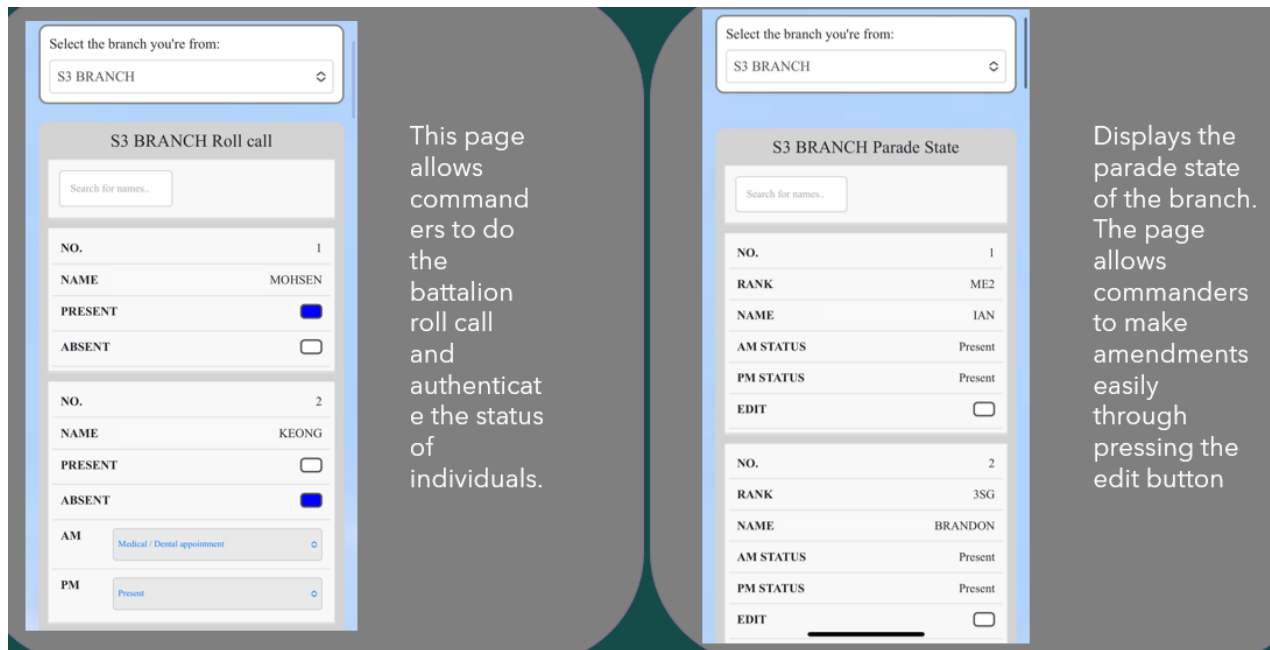 Select the branch you're from:
S3 BRANCH
S3 BRANCH Roll call
Search for names..
NO. 1
NAME MOHSEN
PRESENT
ABSENT
NO. 2
NAME KEONG
PRESENT
ABSENT
AM Medical / Dental appointment
PM Present
This page
allows
command
ers to do
the
battalion
roll call
and
authenticat
e the status
of
individuals.
Select the branch you're from:
S3 BRANCH
S3 BRANCH Parade State
Search for names..
NO. 1
RANK ME2
NAME IAN
AM STATUS Present
PM STATUS Present
EDIT
NO. 2
RANK 3SG
NAME BRANDON
AM STATUS Present
PM STATUS Present
EDIT
Displays the
parade state
of the branch.
The page
allows
commanders
to make
amendments
easily
through
pressing the
edit button